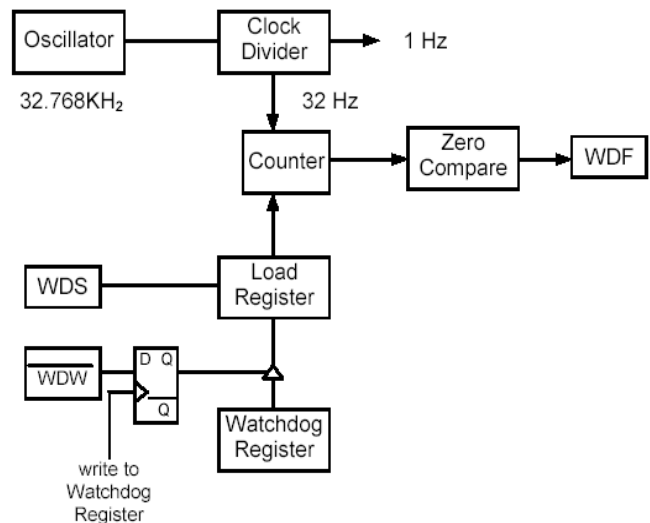 Oscillator
Clock
Divider
1 Hz
32.768KH₂
32 Hz
Counter
Zero
Compare
WDF
WDS
Load
Register
WDW
D Q
Q
Watchdog
Register
write to
Watchdog
Register